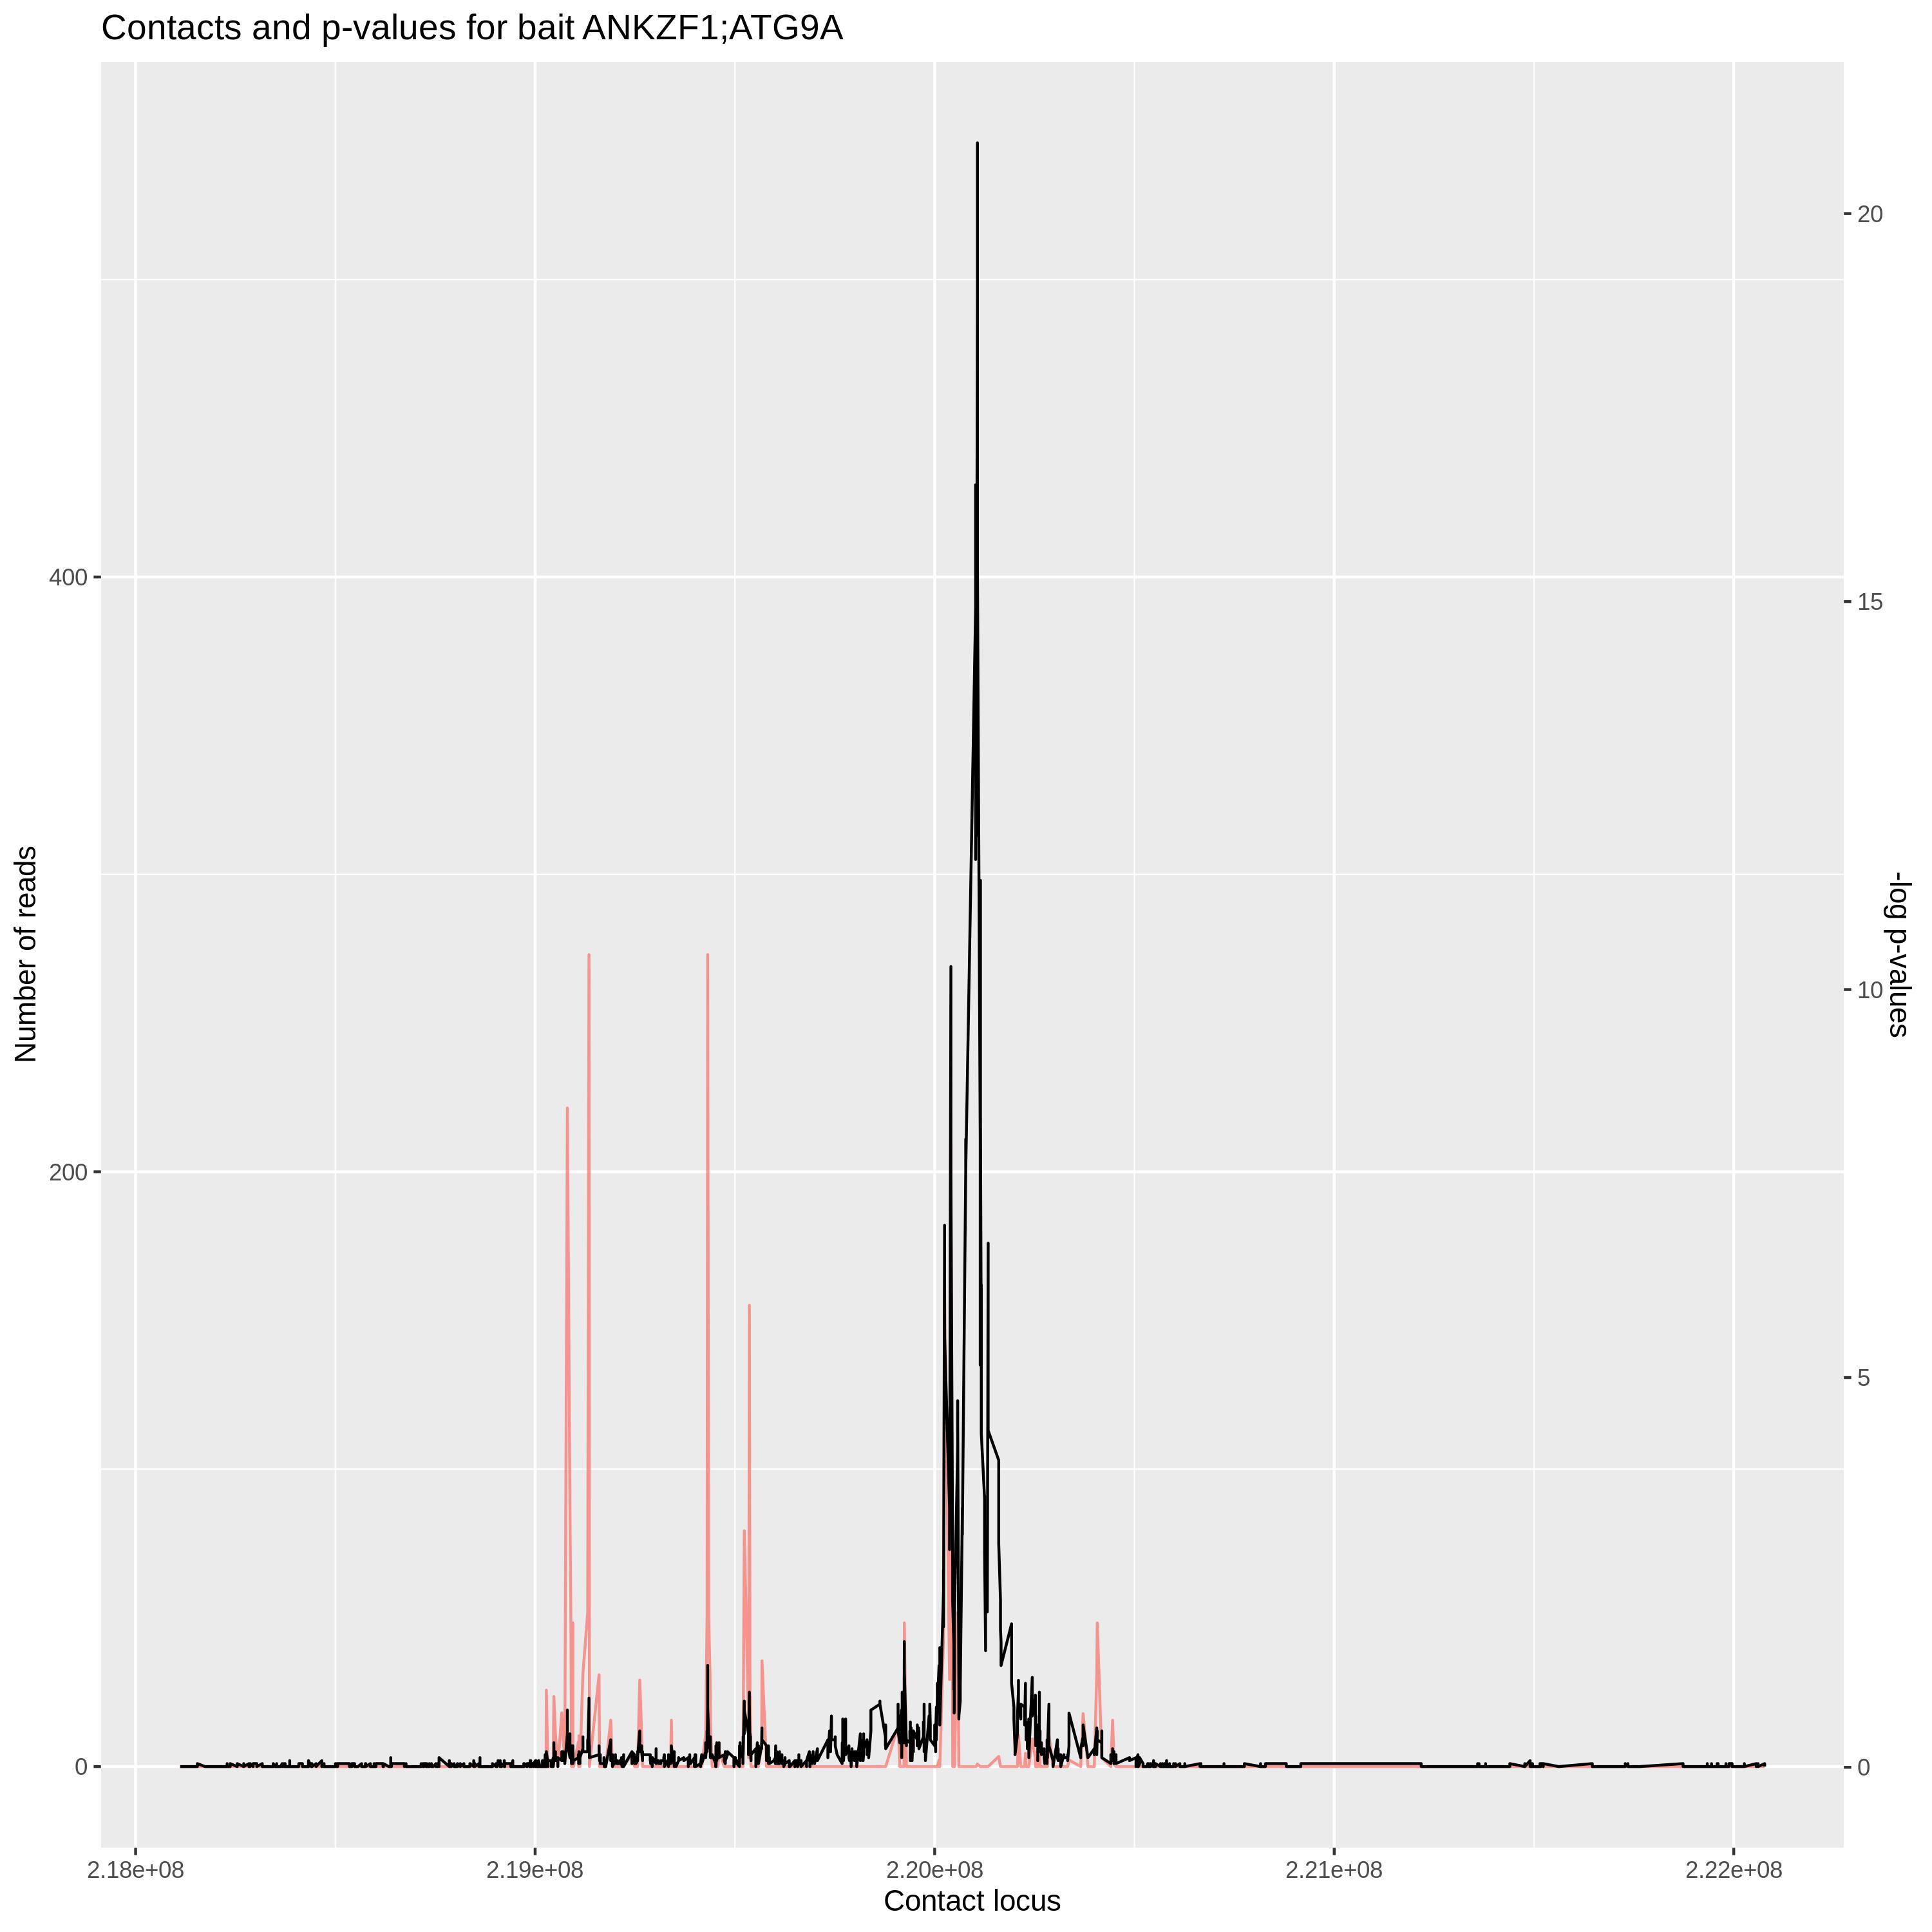 Contacts and p-values for bait ANKZF1;ATG9A
400
200
0
Number of reads
20
15
10
5
0
-log p-values
2.18e+08
2.19e+08
2.20e+08
2.21e+08
2.22e+08
Contact locus